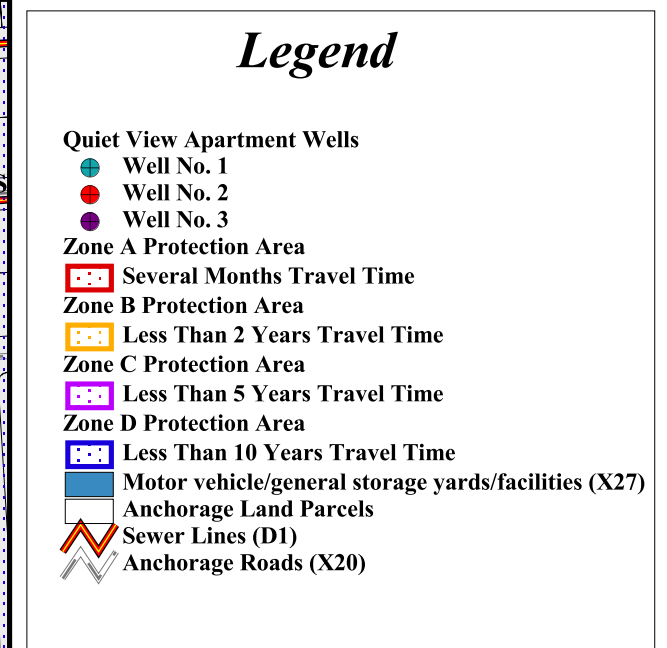 Legend
Quiet View Apartment Wells
Well No. 1
Well No. 2
Well No. 3
Zone A Protection Area
Several Months Travel Time
Zone B Protection Area
Less Than 2 Years Travel Time
Zone C Protection Area
Less Than 5 Years Travel Time
Zone D Protection Area
Less Than 10 Years Travel Time
Motor vehicle/general storage yards/facilities (X27)
Anchorage Land Parcels
Sewer Lines (D1)
Anchorage Roads (X20)